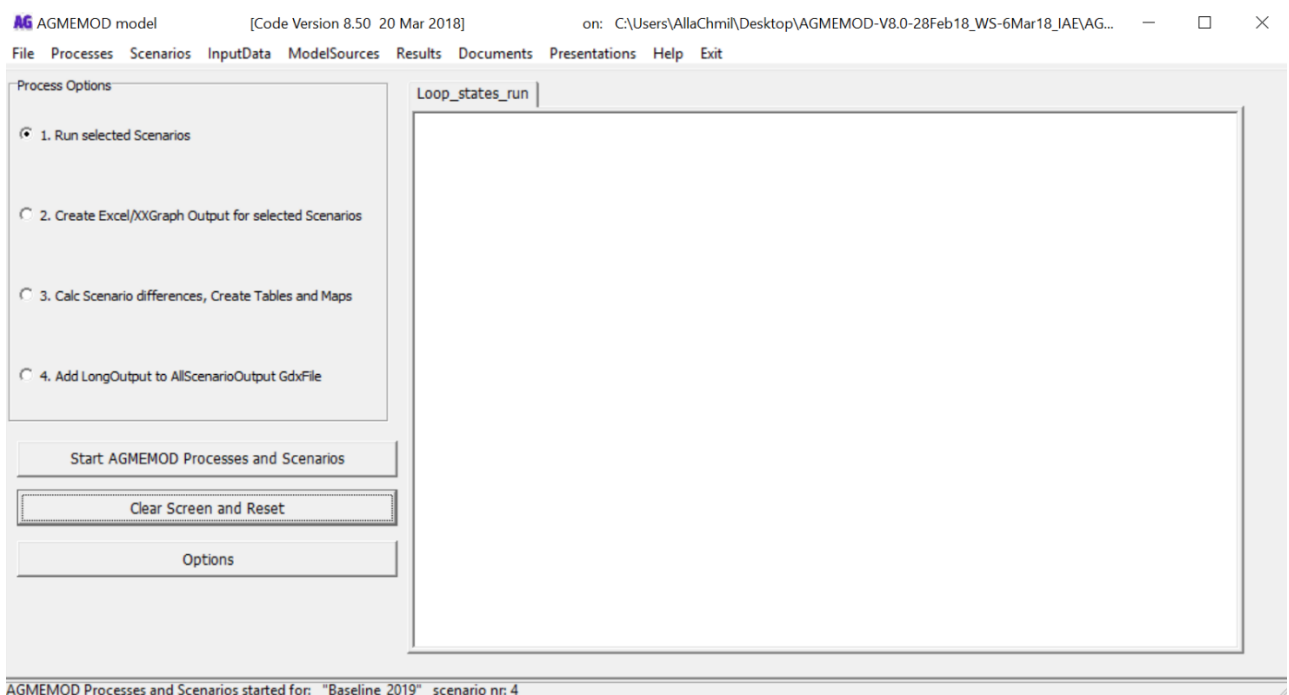 AG AGMEMOD model [Code Version 8.50 20 Mar 2018] on: C:\Users\AllaChmil\Desktop\AGMEMOD-V8.0-28Feb18_WS-6Mar18_IAE\AG...
File Processes Scenarios InputData ModelSources Results Documents Presentations Help Exit
Process Options
Loop_states_run
1. Run selected Scenarios
2. Create Excel/XXGraph Output for selected Scenarios
3. Calc Scenario differences, Create Tables and Maps
4. Add LongOutput to AllScenarioOutput GdxFile
Start AGMEMOD Processes and Scenarios
Clear Screen and Reset
Options
AGMEMOD Processes and Scenarios started for: "Baseline_2019" scenario nr: 4